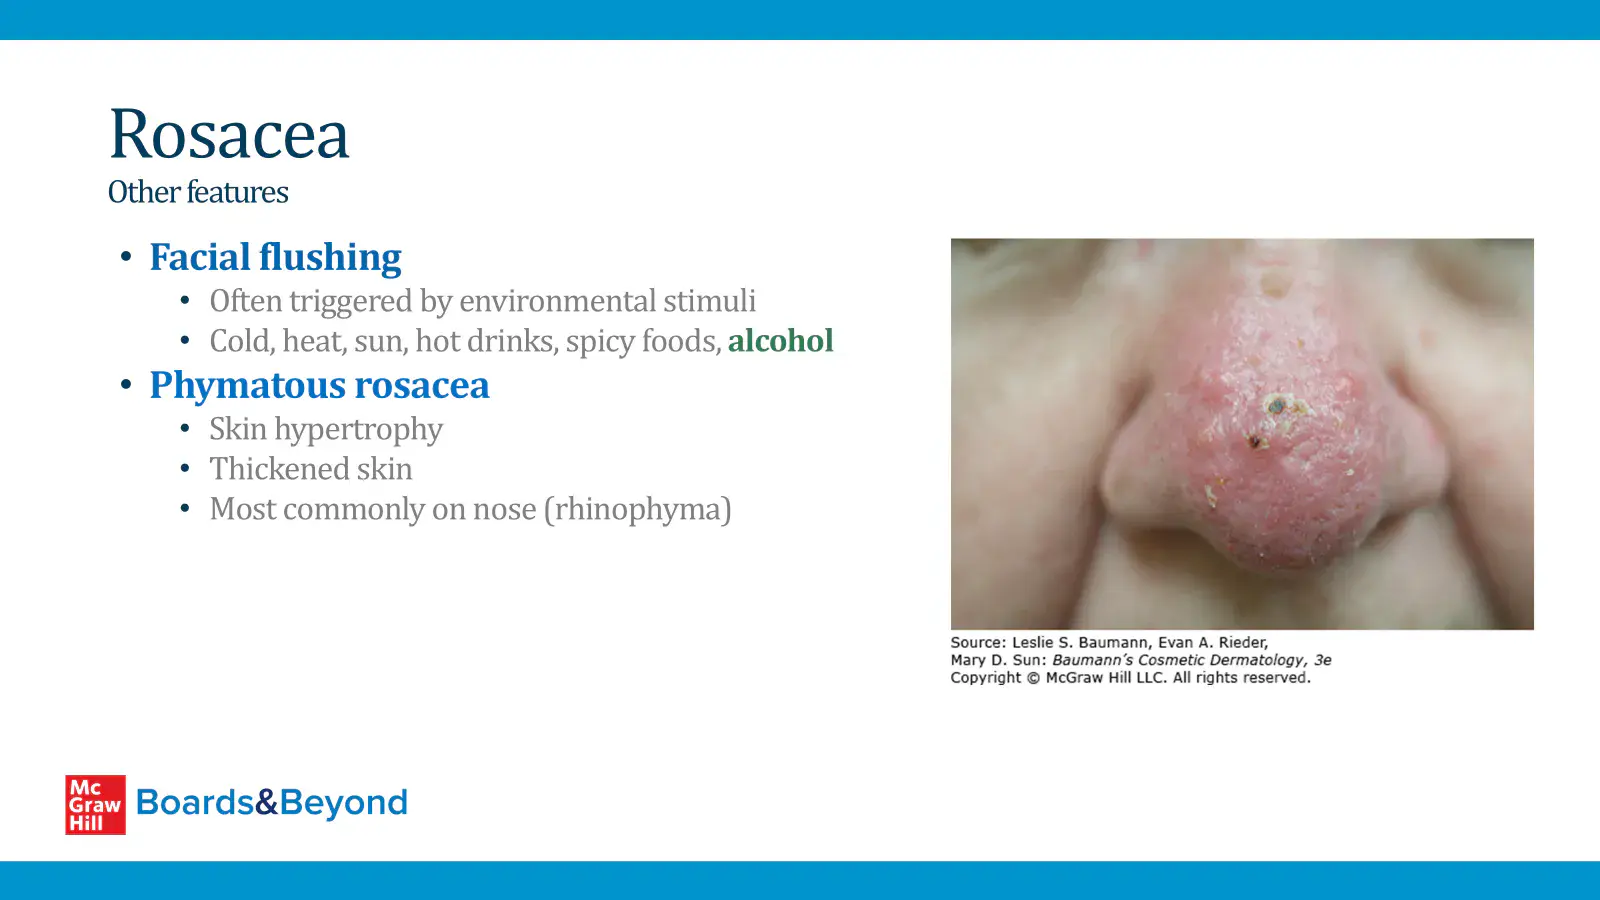 Rosacea
Other features
• Facial flushing
• Often triggered by environmental stimuli
• Cold, heat, sun, hot drinks, spicy foods, alcohol
• Phymatous rosacea
• Skin hypertrophy
• Thickened skin
• Most commonly on nose (rhinophyma)
Source: Leslie S. Baumann, Evan A. Rieder,
Mary D. Sun: Baumann's Cosmetic Dermatology, 3e
Copyright © McGraw Hill LLC. All rights reserved.
Mc
Graw
Hill
Boards&Beyond